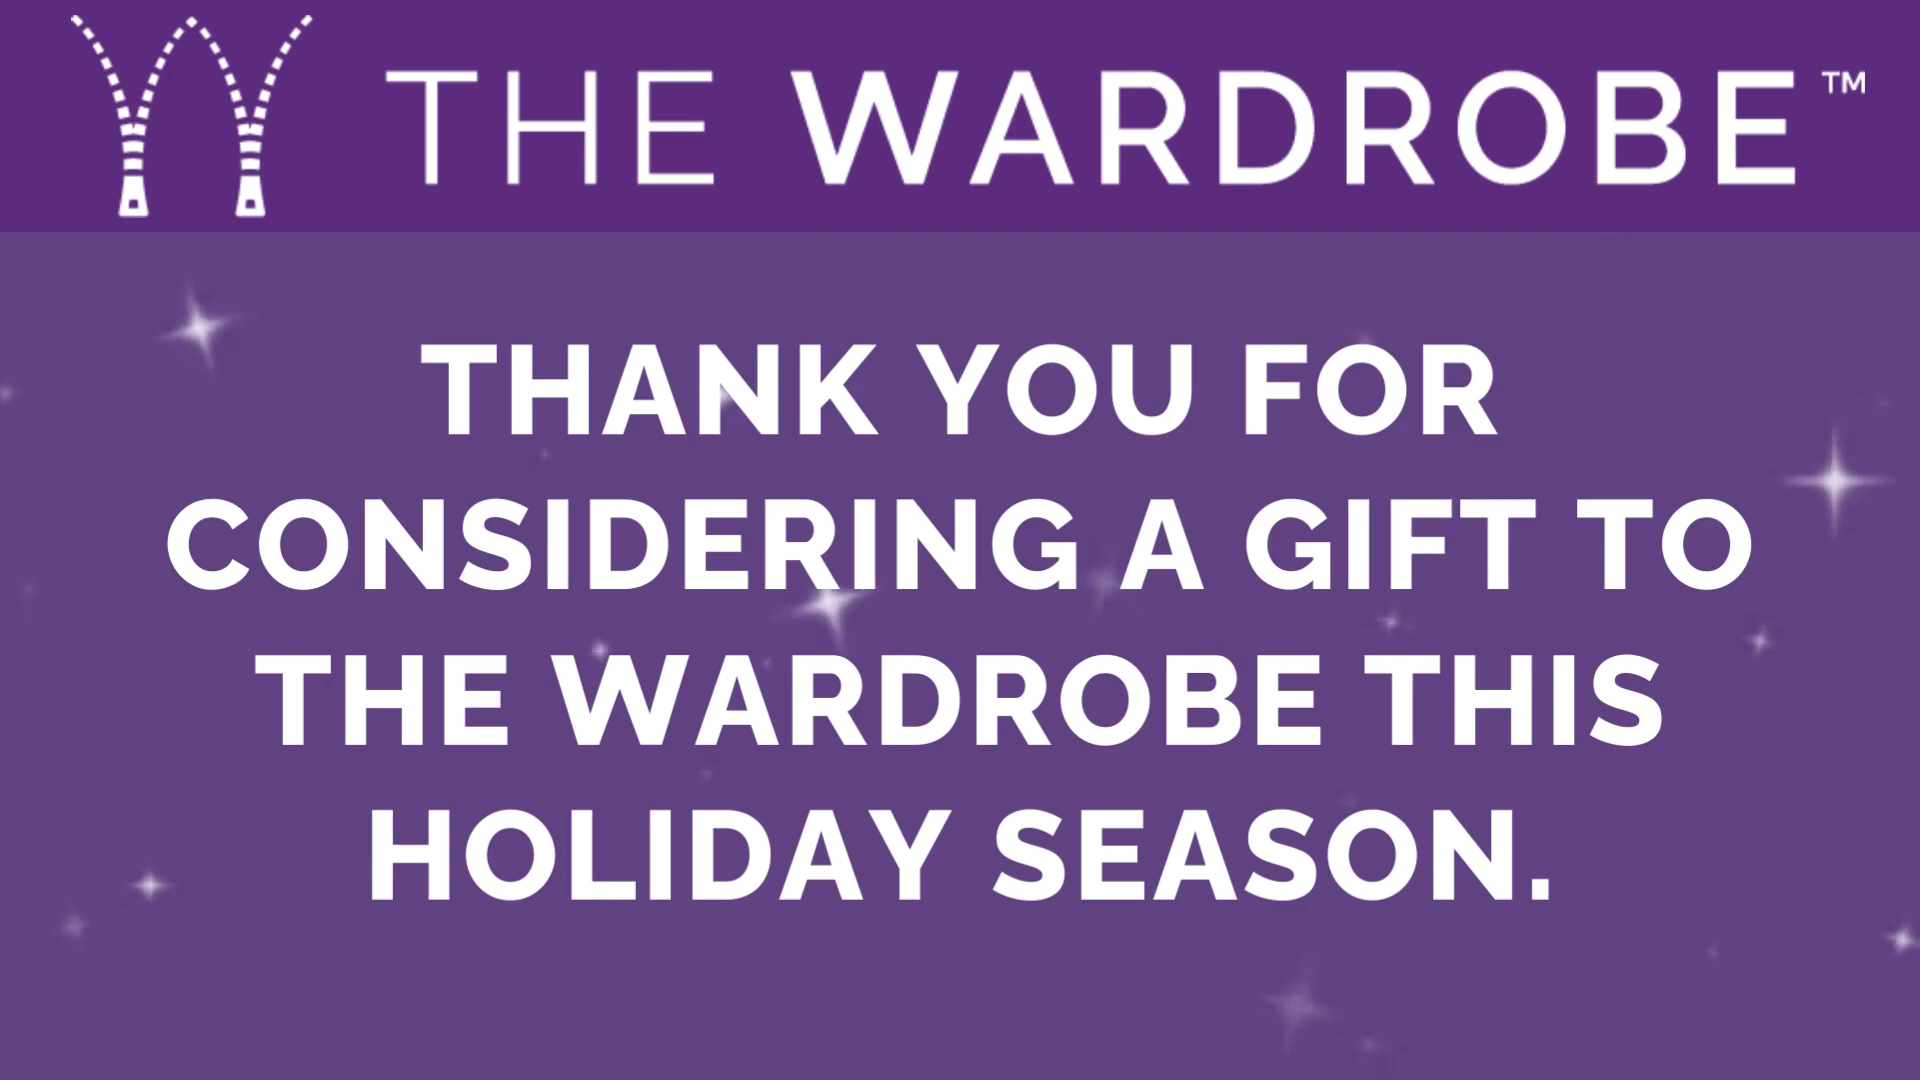 THE WARDROBE™
THANK YOU FOR
CONSIDERING A GIFT TO
THE WARDROBE THIS
HOLIDAY SEASON.